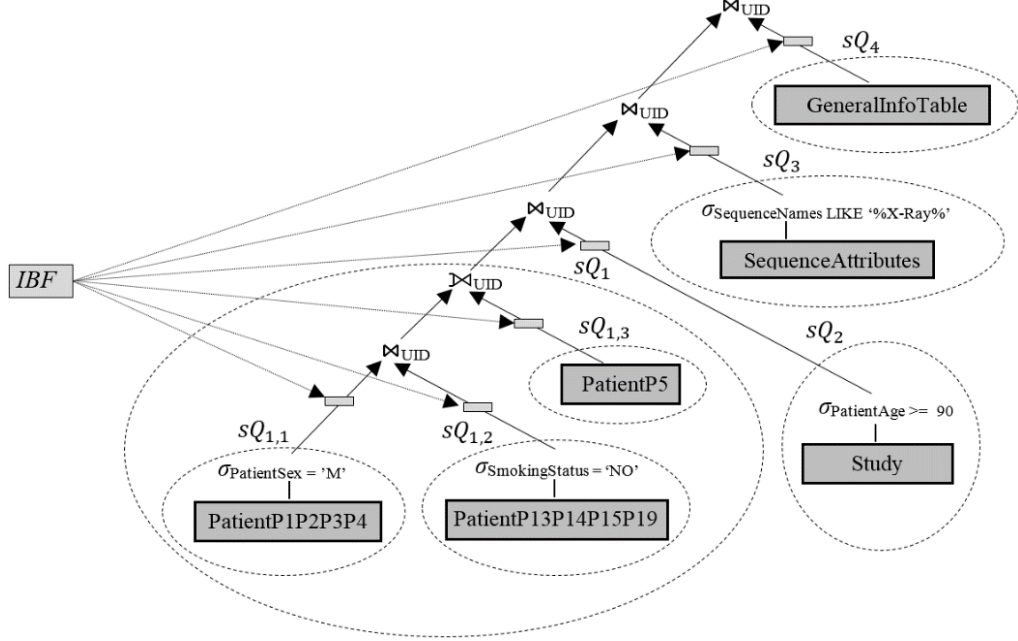 ⋈UID
sQ4
GeneralInfoTable
⋈UID
sQ3
σSequenceNames LIKE ‘%X-Ray%’
SequenceAttributes
⋈UID
sQ1
IBF
⋊UID
sQ1,3
sQ2
PatientP5
⋈UID
σPatientAge >= 90
Study
sQ1,1
sQ1,2
σPatientSex = ’M’
σSmokingStatus = ‘NO’
PatientP1P2P3P4
PatientP13P14P15P19